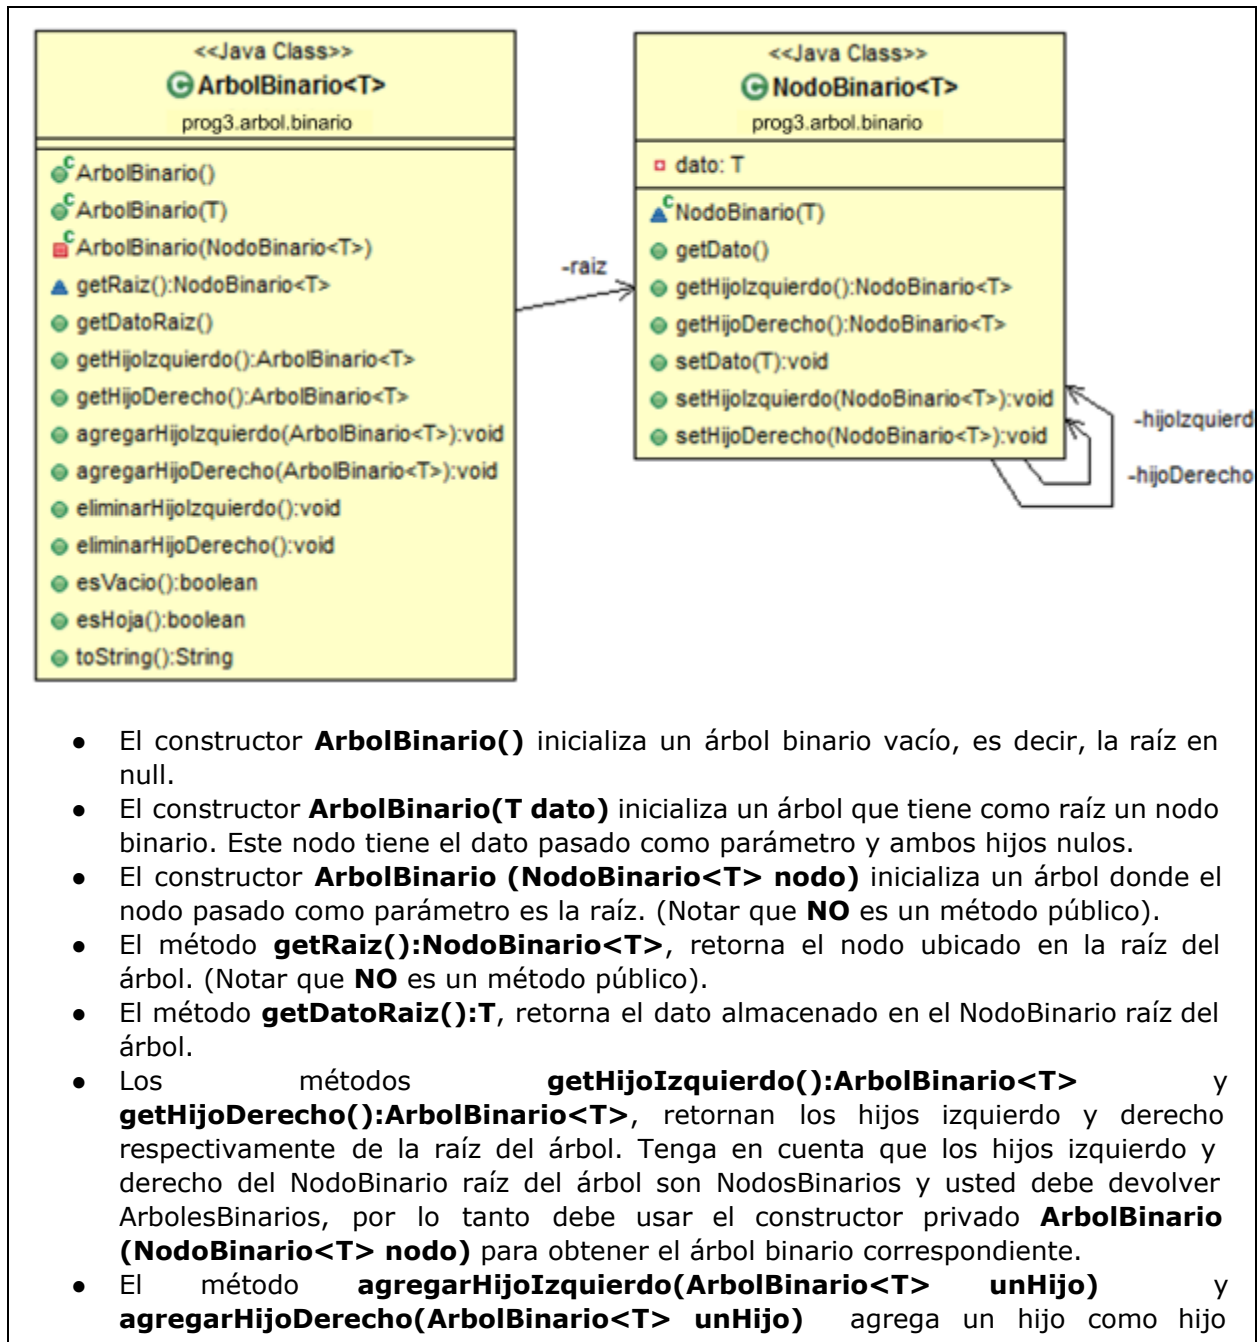 <<Java Class>>
ArbolBinario<T>
prog3.arbol.binario
ArbolBinario()
ArbolBinario(T)
ArbolBinario(NodoBinario<T>)
getRaiz():NodoBinario<T>
getDatoRaiz()
getHijoIzquierdo():ArbolBinario<T>
getHijoDerecho():ArbolBinario<T>
agregarHijoIzquierdo(ArbolBinario<T>):void
agregarHijoDerecho(ArbolBinario<T>):void
eliminarHijoIzquierdo():void
eliminarHijoDerecho():void
esVacio():boolean
esHoja():boolean
toString():String
-raiz
<<Java Class>>
NodoBinario<T>
prog3.arbol.binario
dato: T
NodoBinario(T)
getDato()
getHijoIzquierdo():NodoBinario<T>
getHijoDerecho():NodoBinario<T>
setDato(T):void
setHijoIzquierdo(NodoBinario<T>):void
setHijoDerecho(NodoBinario<T>):void
-hijoIzquierd
-hijoDerecho
● El constructor ArbolBinario() inicializa un árbol binario vacío, es decir, la raíz en
null.
● El constructor ArbolBinario(T dato) inicializa un árbol que tiene como raíz un nodo
binario. Este nodo tiene el dato pasado como parámetro y ambos hijos nulos.
● El constructor ArbolBinario (NodoBinario<T> nodo) inicializa un árbol donde el
nodo pasado como parámetro es la raíz. (Notar que NO es un método público).
● El método getRaiz():NodoBinario<T>, retorna el nodo ubicado en la raíz del
árbol. (Notar que NO es un método público).
● El método getDatoRaiz():T, retorna el dato almacenado en el NodoBinario raíz del
árbol.
● Los métodos getHijoIzquierdo():ArbolBinario<T> y
getHijoDerecho():ArbolBinario<T>, retornan los hijos izquierdo y derecho
respectivamente de la raíz del árbol. Tenga en cuenta que los hijos izquierdo y
derecho del NodoBinario raíz del árbol son NodosBinarios y usted debe devolver
ArbolesBinarios, por lo tanto debe usar el constructor privado ArbolBinario
(NodoBinario<T> nodo) para obtener el árbol binario correspondiente.
● El método agregarHijoIzquierdo(ArbolBinario<T> unHijo) y
agregarHijoDerecho(ArbolBinario<T> unHijo) agrega un hijo como hijo